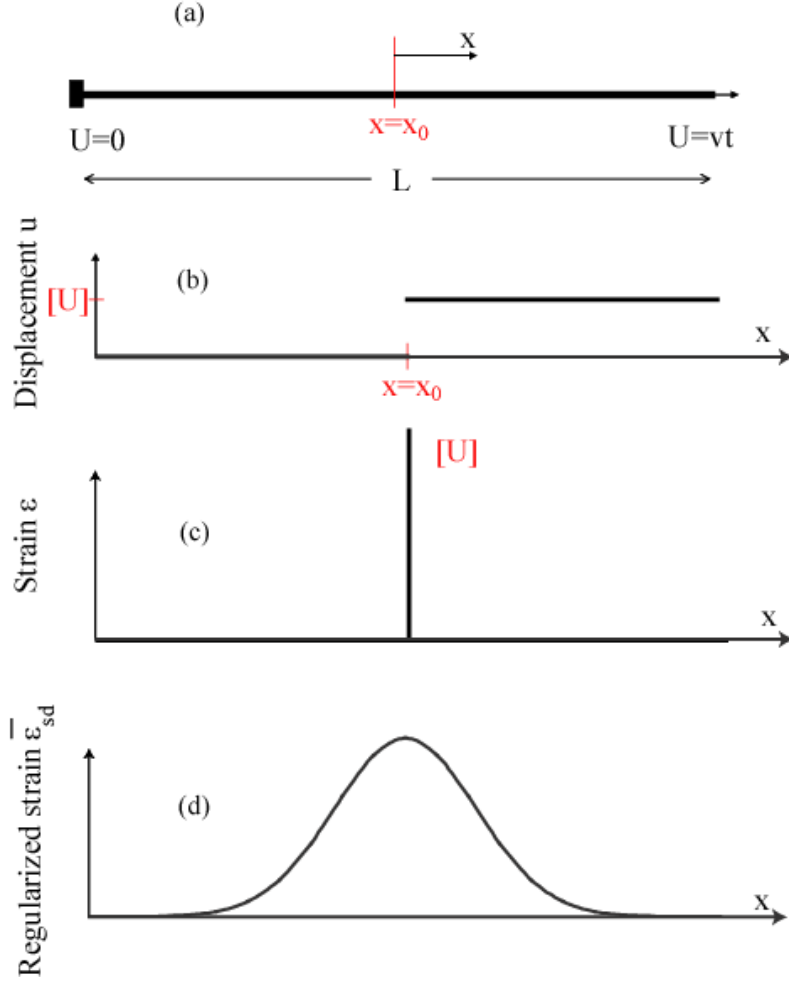 (a)
x
x=x₀
U=0
U=vt
L
Displacement u
(b)
[U]
x
x=x₀
[U]
Strain ε
(c)
x
Regularized strain ε̅sd
(d)
x